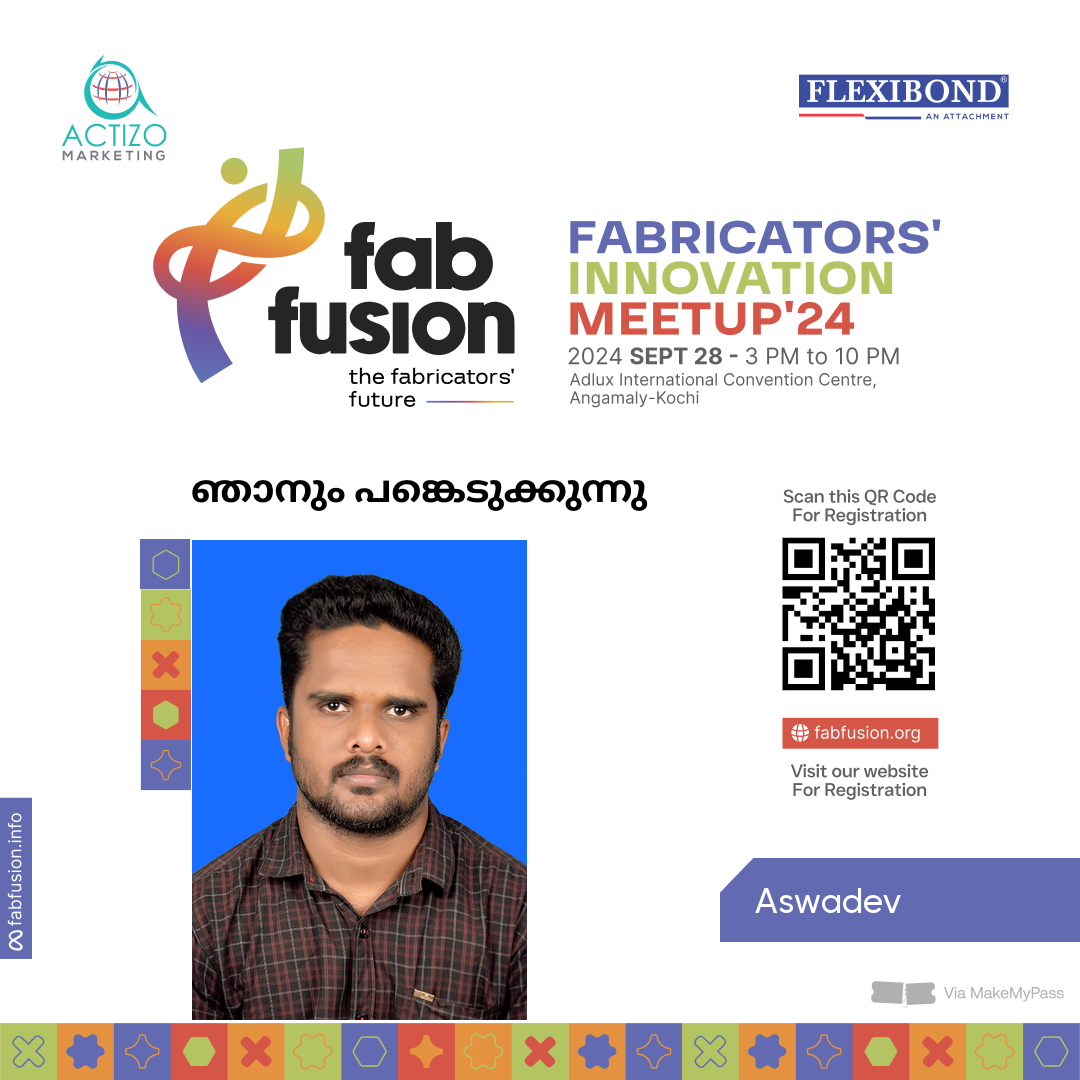 ACTIZO
MARKETING
FLEXIBOND®
AN ATTACHMENT
fab
fusion
the fabricators'
future
FABRICATORS'
INNOVATION
MEETUP'24
2024 SEPT 28 - 3 PM to 10 PM
Adlux International Convention Centre,
Angamaly-Kochi
ഞാനും പങ്കെടുക്കുന്നു
Scan this QR Code
For Registration
fabfusion.org
Visit our website
For Registration
fabfusion.info
Aswadev
Via MakeMyPass